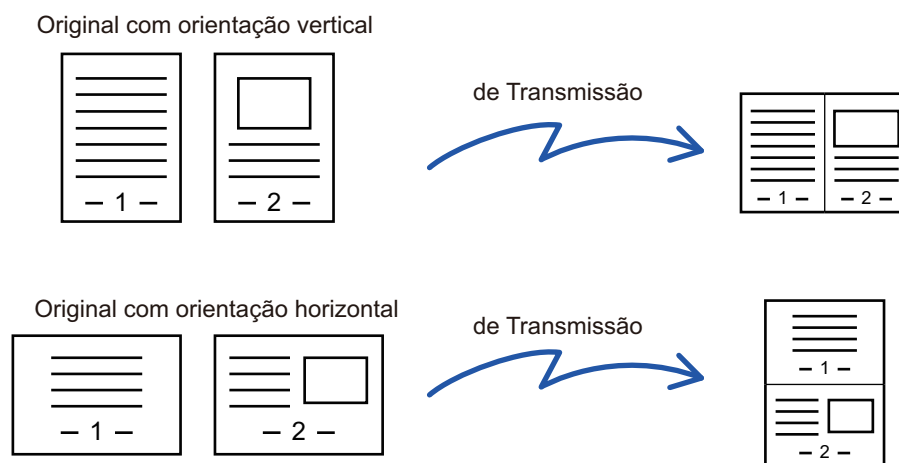 Original com orientação vertical
de Transmissão
– 1 –
– 2 –
– 1 –
– 2 –
Original com orientação horizontal
de Transmissão
– 1 –
– 2 –
– 1 –
– 2 –